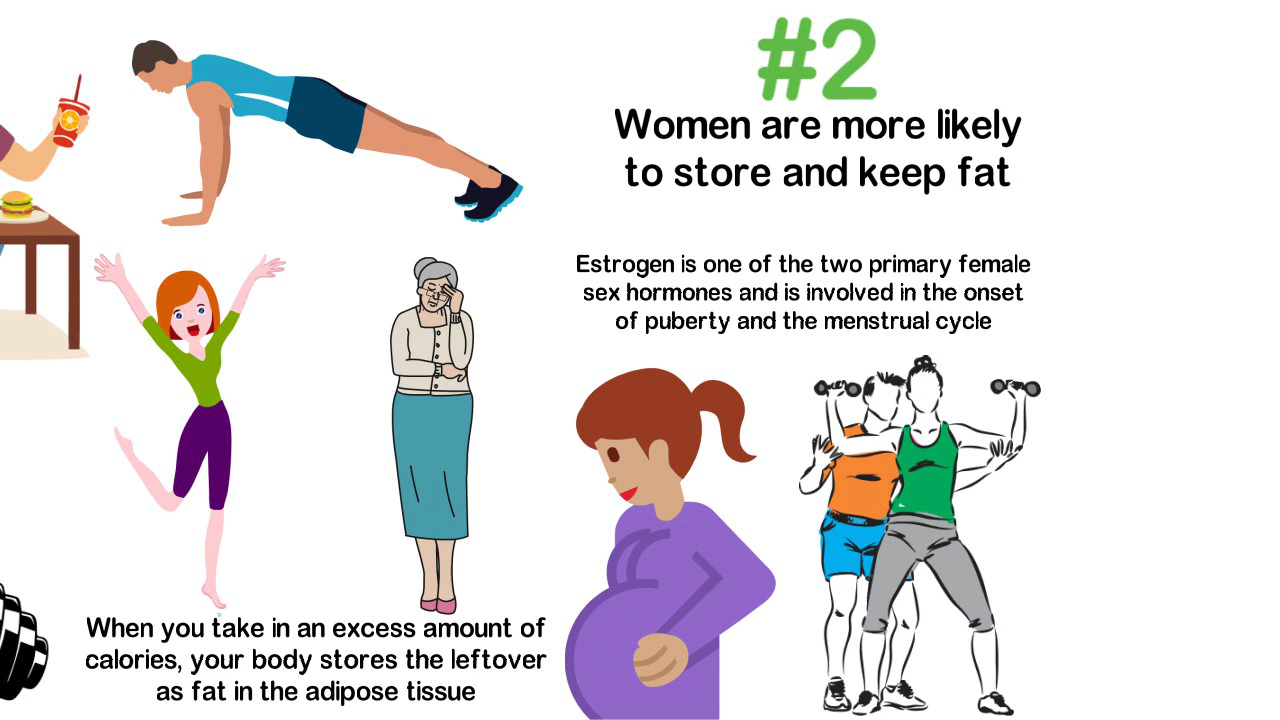 #2
Women are more likely
to store and keep fat
Estrogen is one of the two primary female
sex hormones and is involved in the onset
of puberty and the menstrual cycle
When you take in an excess amount of
calories, your body stores the leftover
as fat in the adipose tissue